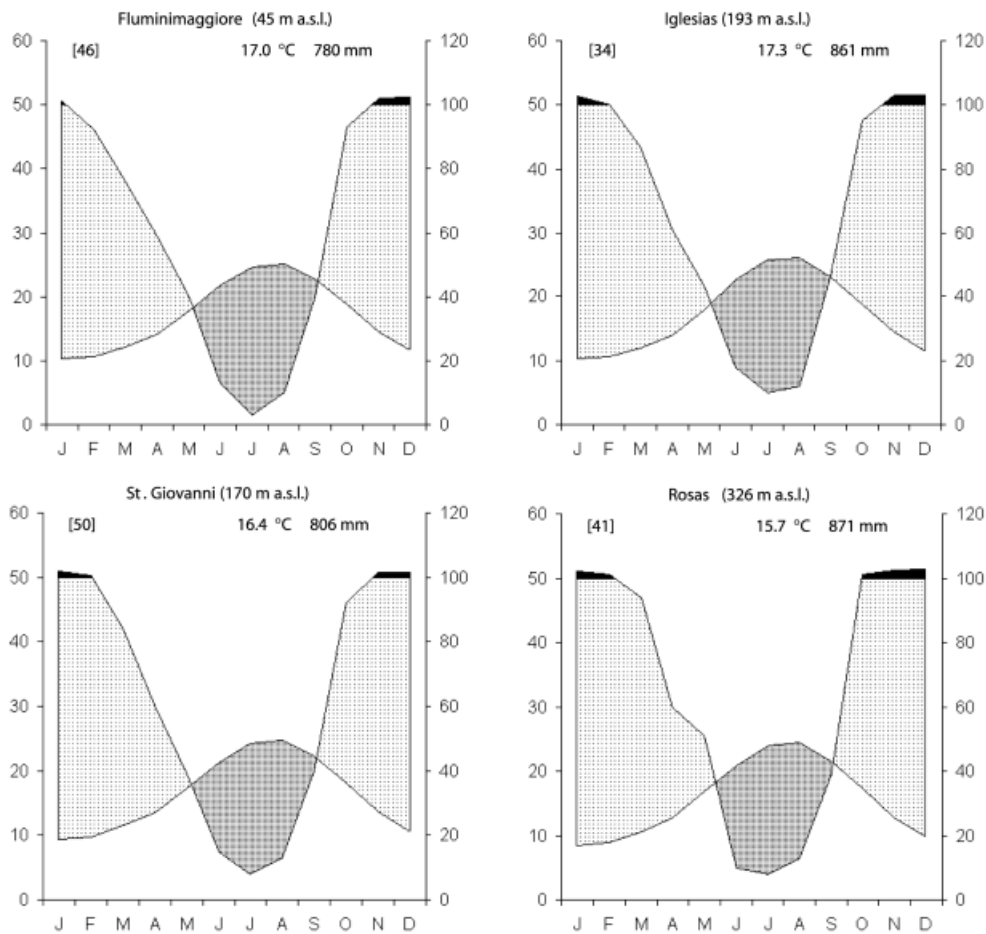 Fluminimaggiore (45 m a.s.l.)
[46] 17.0 °C 780 mm
60 120
50 100
40 80
30 60
20 40
10 20
0 0
J F M A M J J A S O N D
Iglesias (193 m a.s.l.)
[34] 17.3 °C 861 mm
60 120
50 100
40 80
30 60
20 40
10 20
0 0
J F M A M J J A S O N D
St. Giovanni (170 m a.s.l.)
[50] 16.4 °C 806 mm
60 120
50 100
40 80
30 60
20 40
10 20
0 0
J F M A M J J A S O N D
Rosas (326 m a.s.l.)
[41] 15.7 °C 871 mm
60 120
50 100
40 80
30 60
20 40
10 20
0 0
J F M A M J J A S O N D